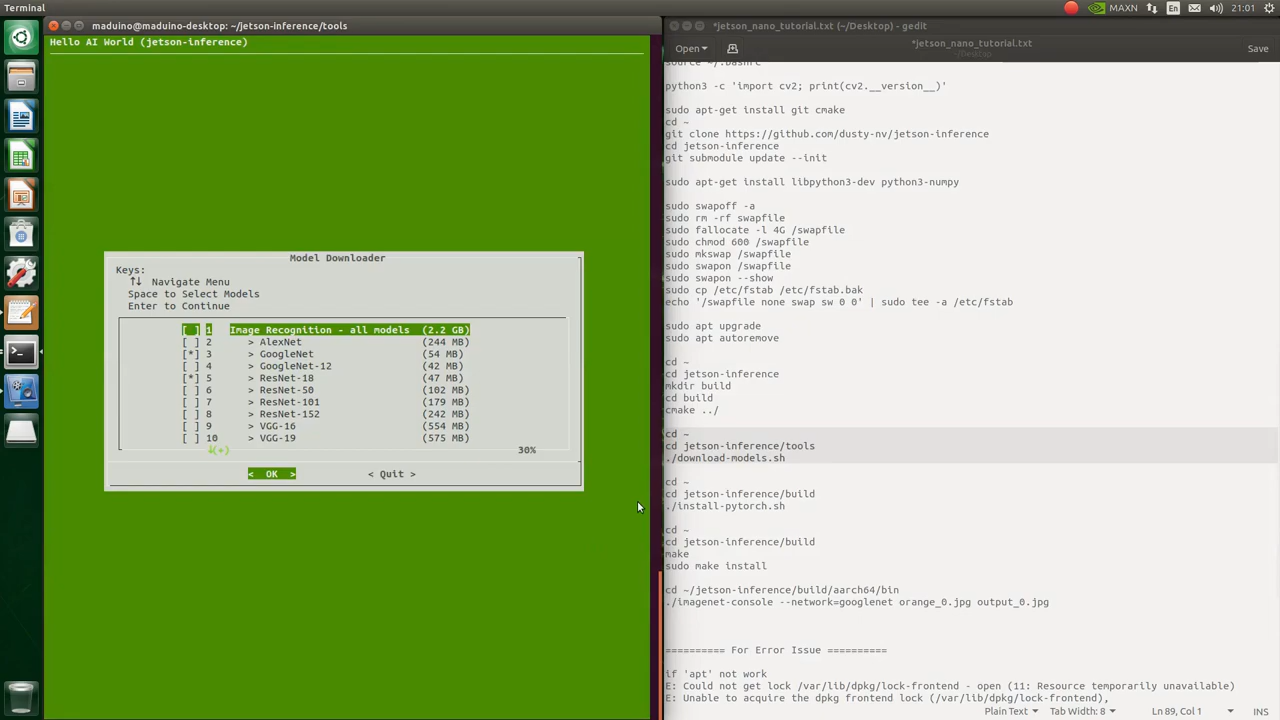 Terminal
MAXN
En
21:01
maduino@maduino-desktop: ~/jetson-inference/tools
Hello AI World (jetson-inference)
Model Downloader
Keys:
↑↓ Navigate Menu
Space to Select Models
Enter to Continue
[ ] 1 Image Recognition - all models (2.2 GB)
[ ] 2 > AlexNet (244 MB)
[*] 3 > GoogleNet (54 MB)
[ ] 4 > GoogleNet-12 (42 MB)
[*] 5 > ResNet-18 (47 MB)
[ ] 6 > ResNet-50 (102 MB)
[ ] 7 > ResNet-101 (179 MB)
[ ] 8 > ResNet-152 (242 MB)
[ ] 9 > VGG-16 (554 MB)
[ ] 10 > VGG-19 (575 MB)
↓(+) 30%
< OK > < Quit >
*jetson_nano_tutorial.txt (~/Desktop) - gedit
Open
*jetson_nano_tutorial.txt
~/Desktop
Save
source ~/.bashrc
python3 -c 'import cv2; print(cv2.__version__)'
sudo apt-get install git cmake
cd ~
git clone https://github.com/dusty-nv/jetson-inference
cd jetson-inference
git submodule update --init
sudo apt-get install libpython3-dev python3-numpy
sudo swapoff -a
sudo rm -rf swapfile
sudo fallocate -l 4G /swapfile
sudo chmod 600 /swapfile
sudo mkswap /swapfile
sudo swapon /swapfile
sudo swapon --show
sudo cp /etc/fstab /etc/fstab.bak
echo '/swapfile none swap sw 0 0' | sudo tee -a /etc/fstab
sudo apt upgrade
sudo apt autoremove
cd ~
cd jetson-inference
mkdir build
cd build
cmake ../
cd ~
cd jetson-inference/tools
./download-models.sh
cd ~
cd jetson-inference/build
./install-pytorch.sh
cd ~
cd jetson-inference/build
make
sudo make install
cd ~/jetson-inference/build/aarch64/bin
./imagenet-console --network=googlenet orange_0.jpg output_0.jpg
========== For Error Issue ==========
if 'apt' not work
E: Could not get lock /var/lib/dpkg/lock-frontend - open (11: Resource temporarily unavailable)
E: Unable to acquire the dpkg frontend lock (/var/lib/dpkg/lock-frontend),
Plain Text Tab Width: 8 Ln 89, Col 1 INS